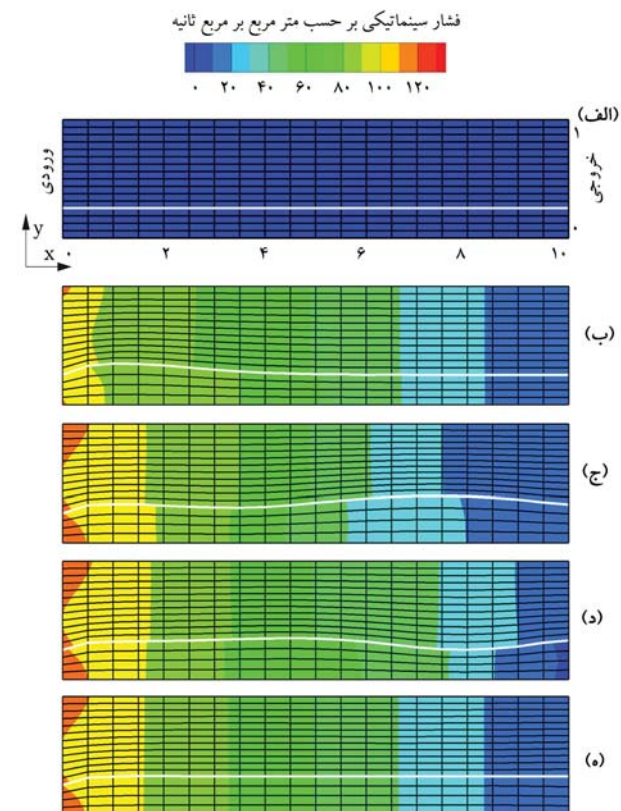 فشار سینماتیکی بر حسب متر مربع بر مربع ثانیه
۰ ۲۰ ۴۰ ۶۰ ۸۰ ۱۰۰ ۱۲۰
(الف)
ورودی
خروجی
۱
۰
y
x
۰ ۲ ۴ ۶ ۸ ۱۰
(ب)
(ج)
(د)
(ه)